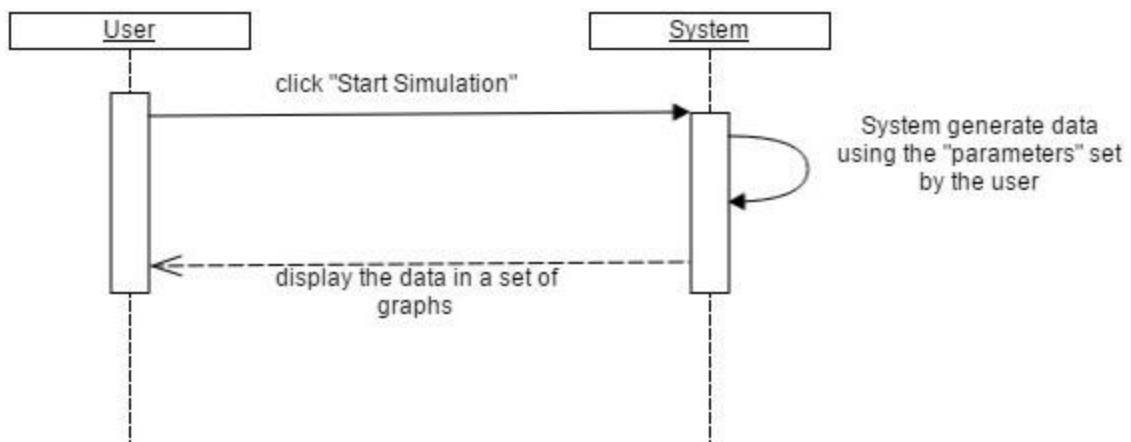 User
System
click "Start Simulation"
System generate data
using the "parameters" set
by the user
display the data in a set of
graphs